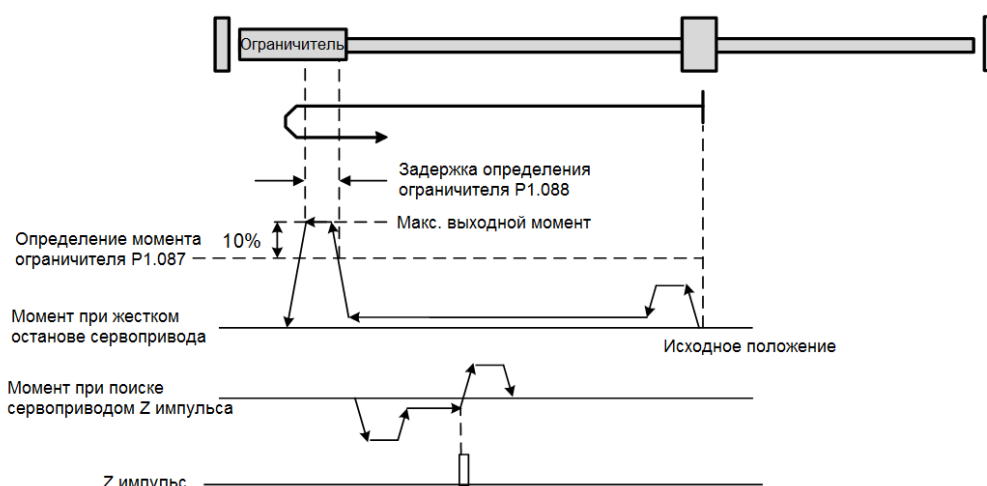 Ограничитель
Задержка определения
ограничителя P1.088
Макс. выходной момент
Определение момента
ограничителя P1.087
10%
Момент при жестком
останове сервопривода
Исходное положение
Момент при поиске
сервоприводом Z импульса
Z импульс